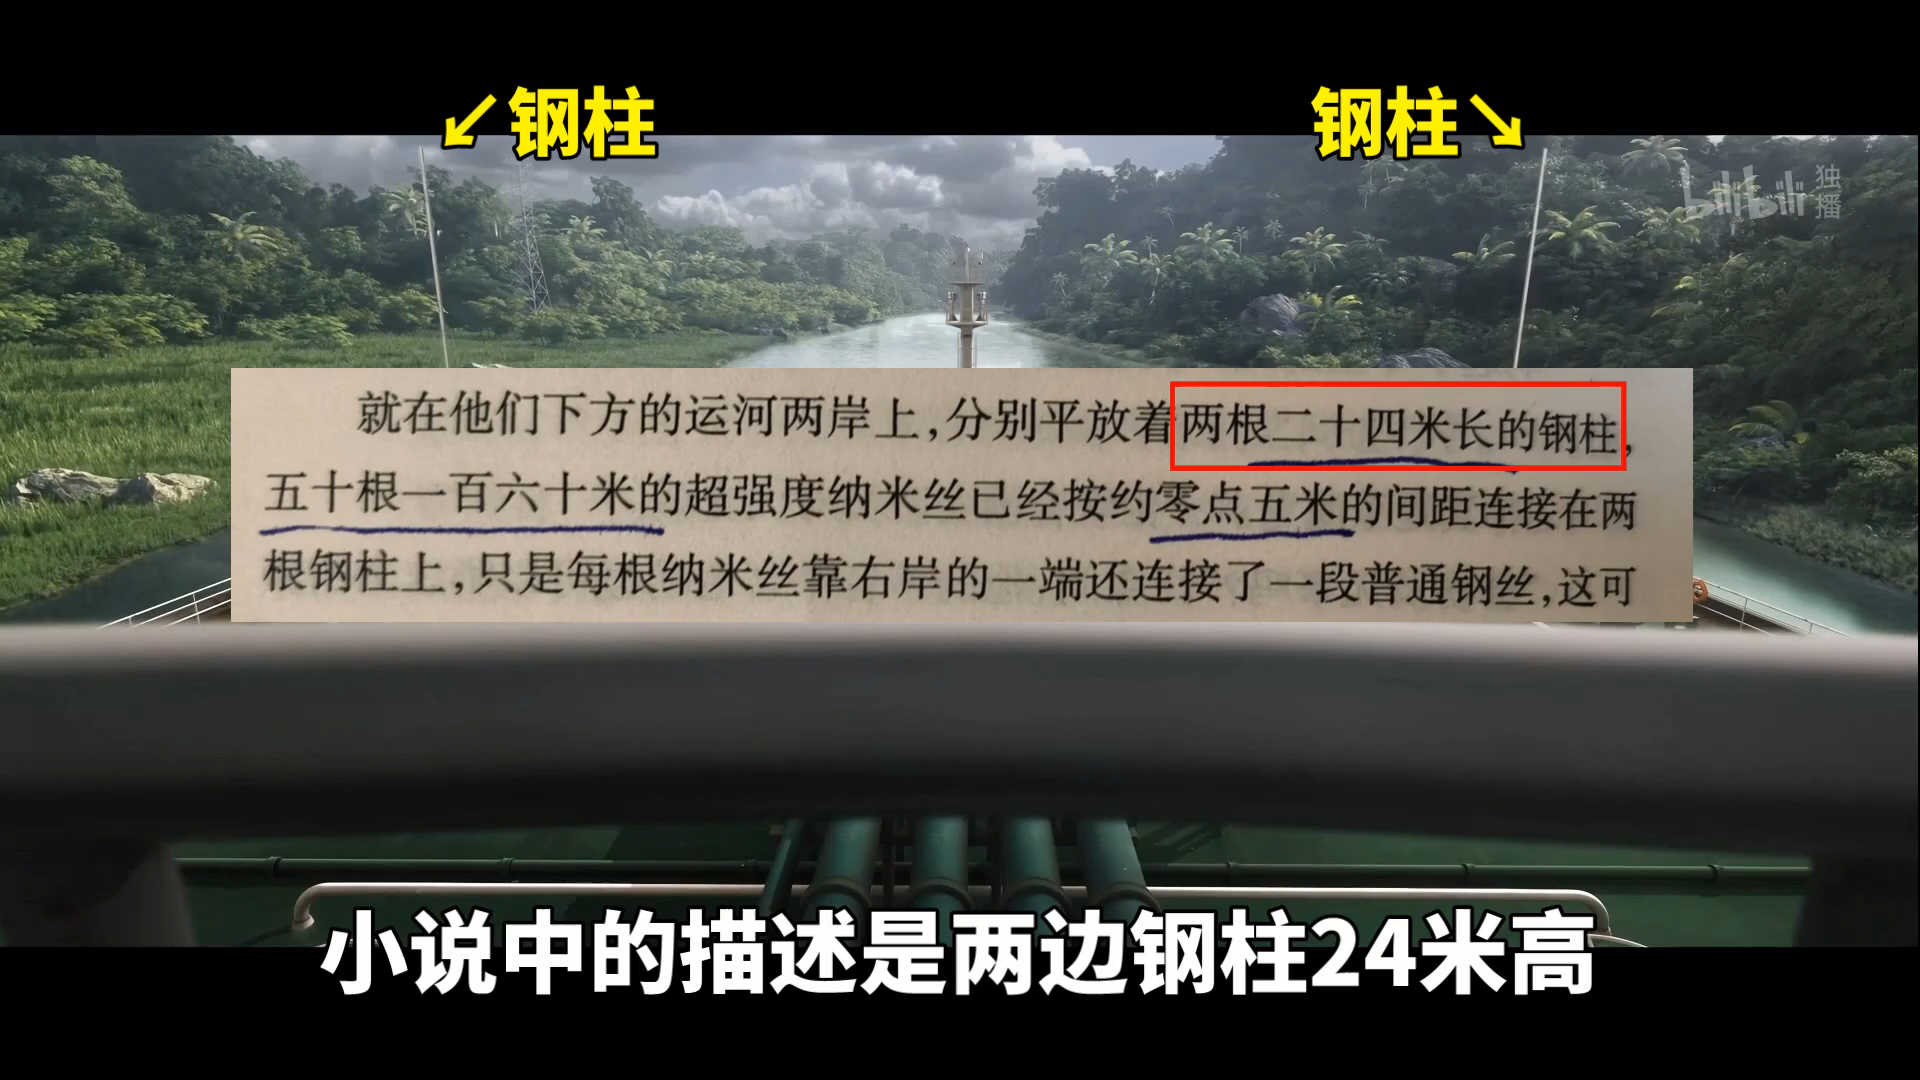 ↙钢柱
钢柱↘
bilibili 独播
就在他们下方的运河两岸上,分别平放着两根二十四米长的钢柱,
五十根一百六十米的超强度纳米丝已经按约零点五米的间距连接在两
根钢柱上,只是每根纳米丝靠右岸的一端还连接了一段普通钢丝,这可
小说中的描述是两边钢柱24米高